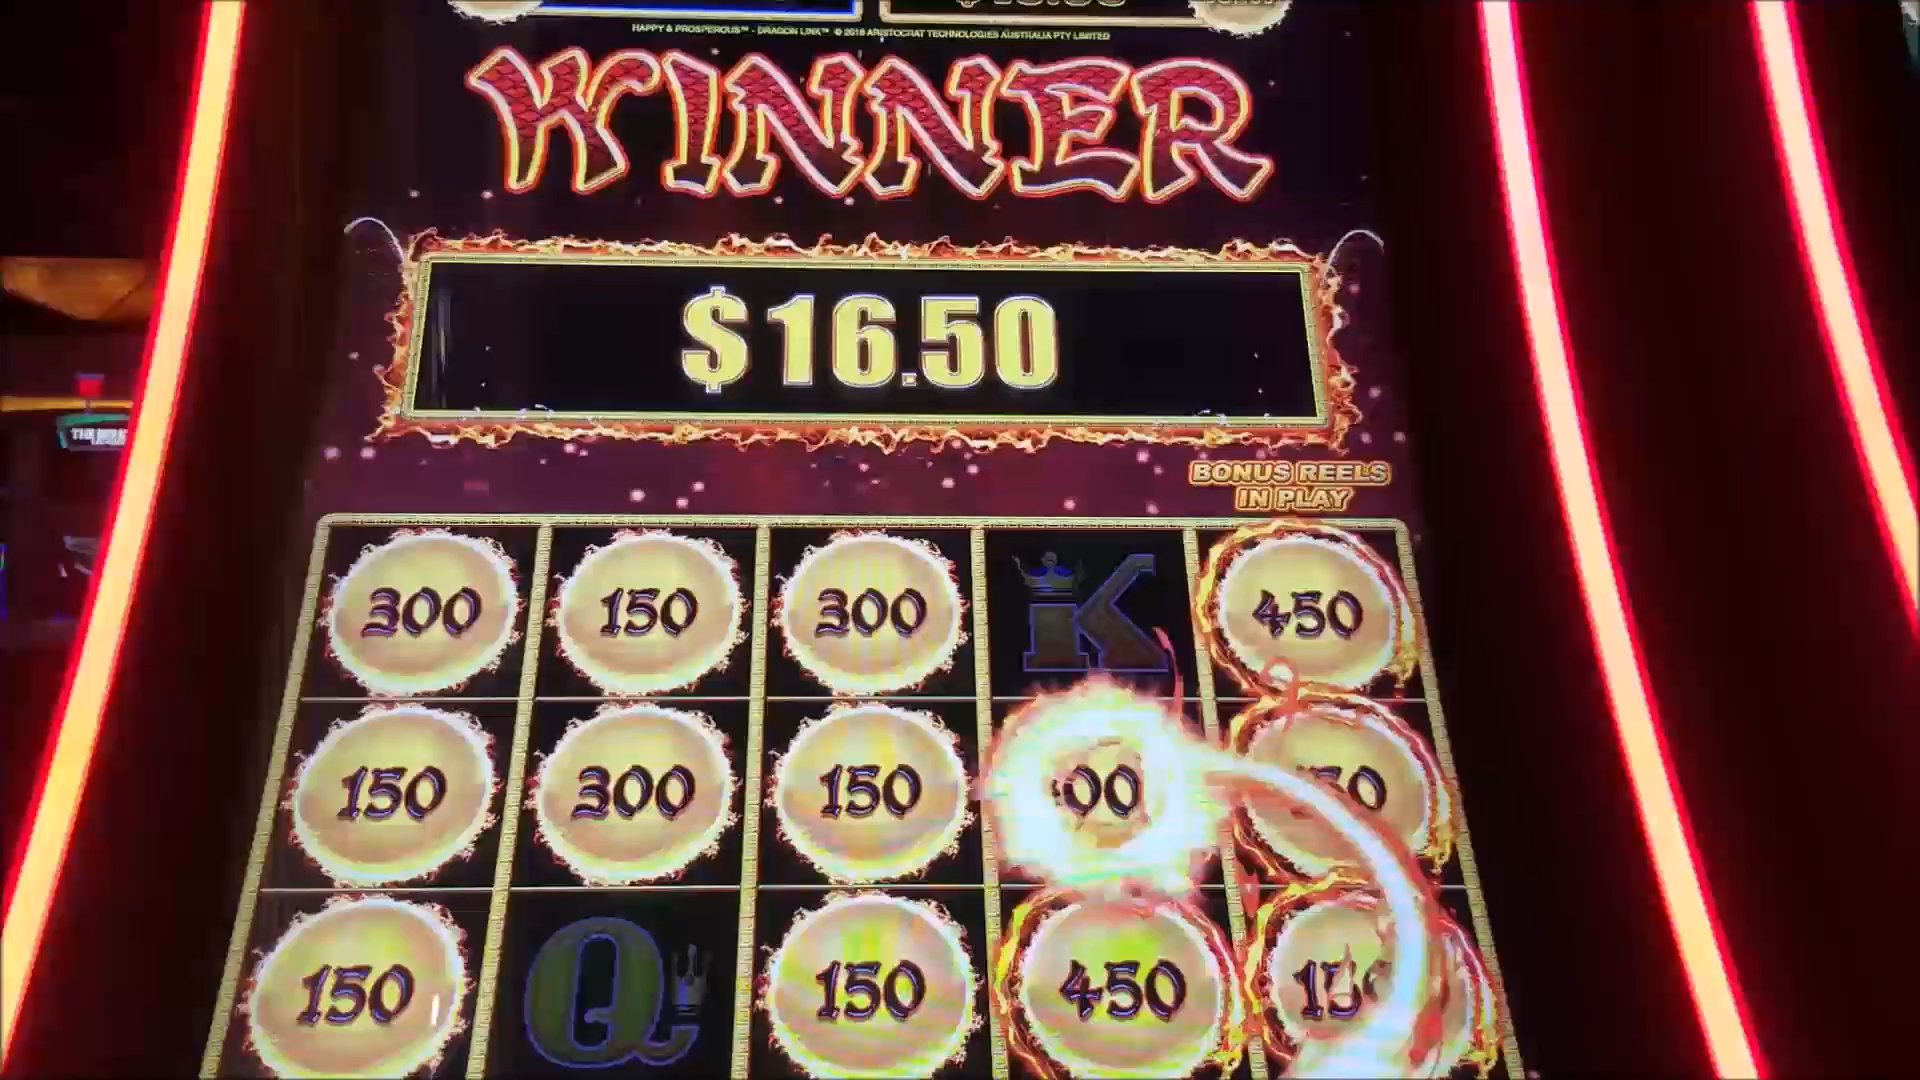 HAPPY & PROSPEROUS™ - DRAGON LINK™ © 2018 ARISTOCRAT TECHNOLOGIES AUSTRALIA PTY LIMITED
WINNER
$16.50
BONUS REELS
IN PLAY
300 150 300 K 450
150 300 150
150 Q 150 450